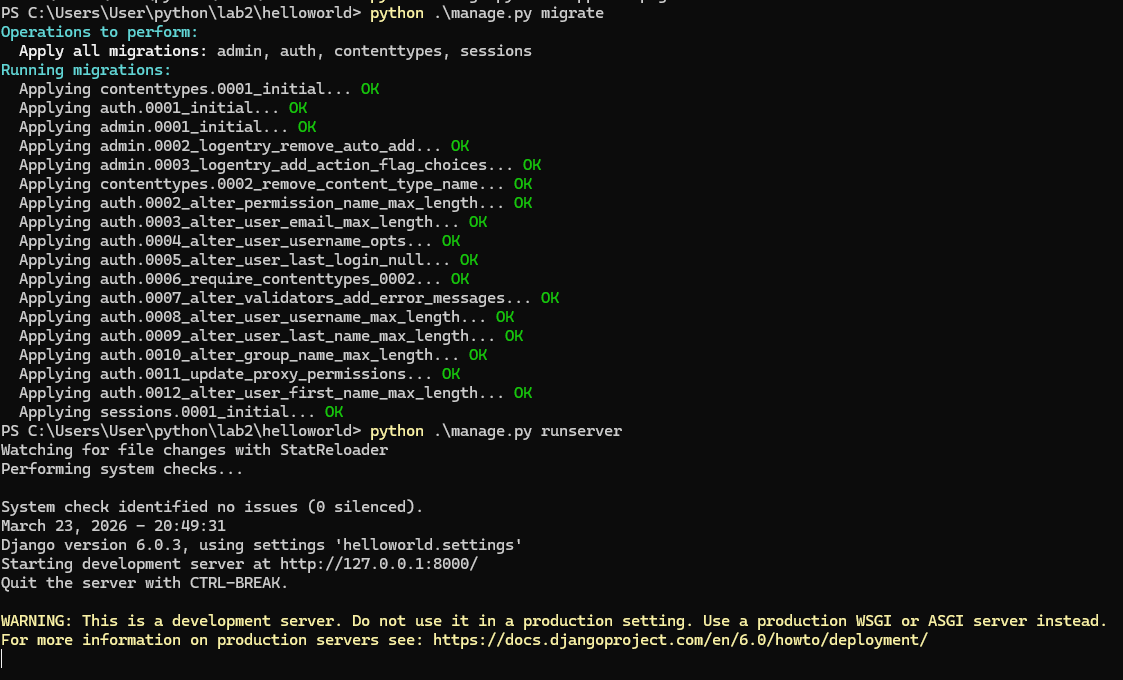 PS C:\Users\User\python\lab2\helloworld> python .\manage.py migrate
Operations to perform:
  Apply all migrations: admin, auth, contenttypes, sessions
Running migrations:
  Applying contenttypes.0001_initial... OK
  Applying auth.0001_initial... OK
  Applying admin.0001_initial... OK
  Applying admin.0002_logentry_remove_auto_add... OK
  Applying admin.0003_logentry_add_action_flag_choices... OK
  Applying contenttypes.0002_remove_content_type_name... OK
  Applying auth.0002_alter_permission_name_max_length... OK
  Applying auth.0003_alter_user_email_max_length... OK
  Applying auth.0004_alter_user_username_opts... OK
  Applying auth.0005_alter_user_last_login_null... OK
  Applying auth.0006_require_contenttypes_0002... OK
  Applying auth.0007_alter_validators_add_error_messages... OK
  Applying auth.0008_alter_user_username_max_length... OK
  Applying auth.0009_alter_user_last_name_max_length... OK
  Applying auth.0010_alter_group_name_max_length... OK
  Applying auth.0011_update_proxy_permissions... OK
  Applying auth.0012_alter_user_first_name_max_length... OK
  Applying sessions.0001_initial... OK
PS C:\Users\User\python\lab2\helloworld> python .\manage.py runserver
Watching for file changes with StatReloader
Performing system checks...

System check identified no issues (0 silenced).
March 23, 2026 - 20:49:31
Django version 6.0.3, using settings 'helloworld.settings'
Starting development server at http://127.0.0.1:8000/
Quit the server with CTRL-BREAK.

WARNING: This is a development server. Do not use it in a production setting. Use a production WSGI or ASGI server instead.
For more information on production servers see: https://docs.djangoproject.com/en/6.0/howto/deployment/